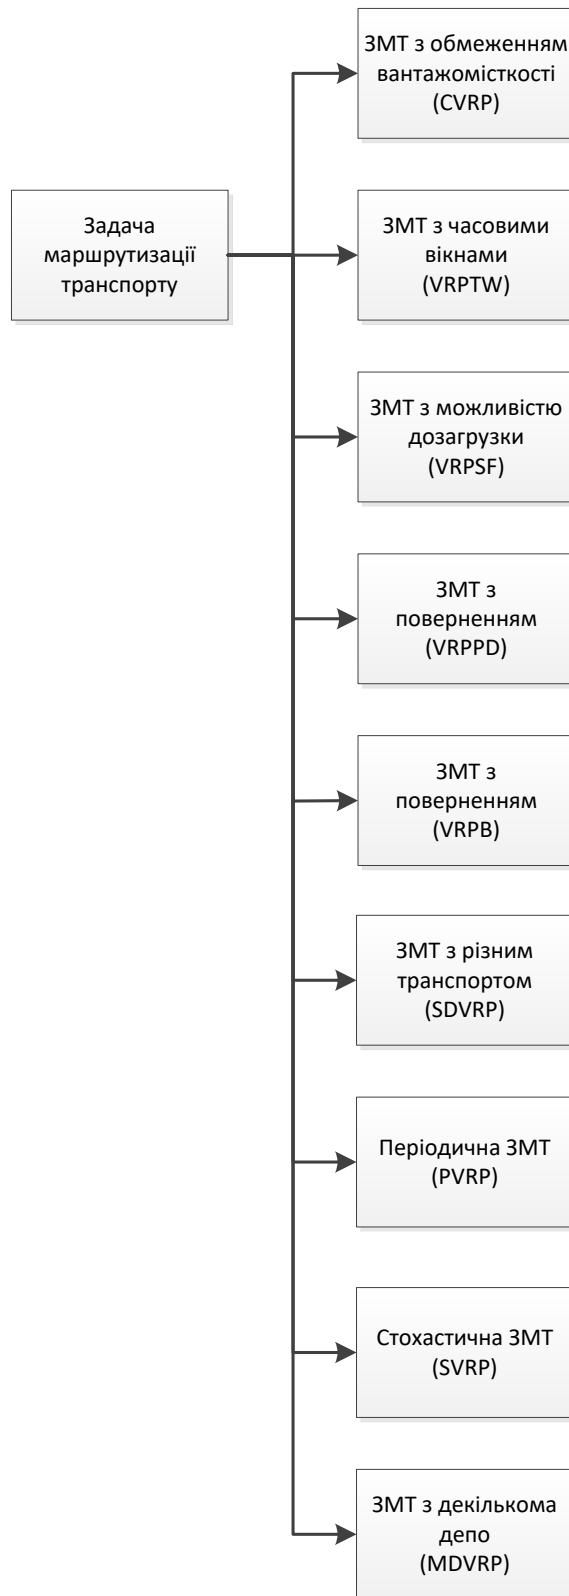 ЗМТ з обмеженням
вантажомісткості
(CVRP)
Задача
маршрутизації
транспорту
ЗМТ з часовими
вікнами
(VRPTW)
ЗМТ з можливістю
дозагрузки
(VRPSF)
ЗМТ з
поверненням
(VRPPD)
ЗМТ з
поверненням
(VRPB)
ЗМТ з різним
транспортом
(SDVRP)
Періодична ЗМТ
(PVRP)
Стохастична ЗМТ
(SVRP)
ЗМТ з декількома
депо
(MDVRP)